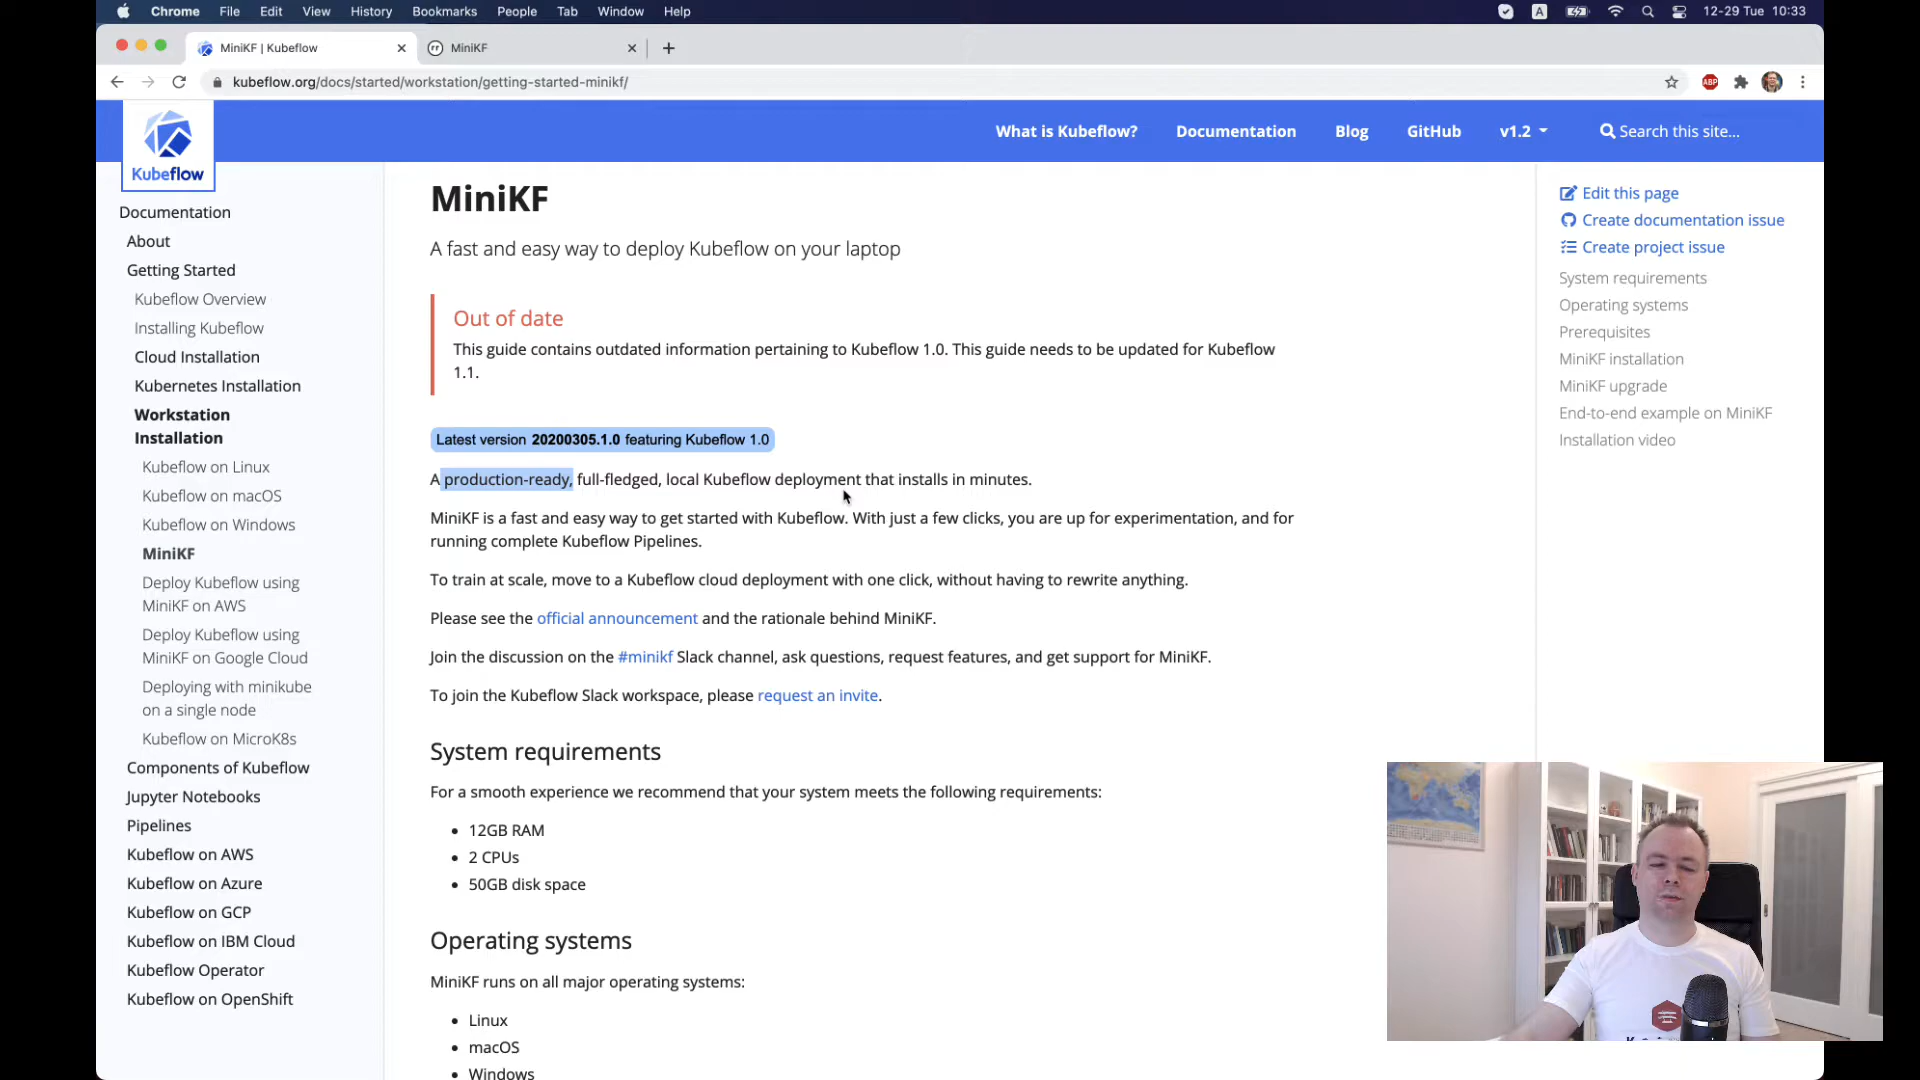 Chrome File Edit View History Bookmarks People Tab Window Help
A
12-29 Tue 10:33
MiniKF | Kubeflow
MiniKF
kubeflow.org/docs/started/workstation/getting-started-minikf/
ABP
Kubeflow
What is Kubeflow?
Documentation
Blog
GitHub
v1.2
Search this site...
Documentation
About
Getting Started
Kubeflow Overview
Installing Kubeflow
Cloud Installation
Kubernetes Installation
Workstation
Installation
Kubeflow on Linux
Kubeflow on macOS
Kubeflow on Windows
MiniKF
Deploy Kubeflow using
MiniKF on AWS
Deploy Kubeflow using
MiniKF on Google Cloud
Deploying with minikube
on a single node
Kubeflow on MicroK8s
Components of Kubeflow
Jupyter Notebooks
Pipelines
Kubeflow on AWS
Kubeflow on Azure
Kubeflow on GCP
Kubeflow on IBM Cloud
Kubeflow Operator
Kubeflow on OpenShift
MiniKF
A fast and easy way to deploy Kubeflow on your laptop
Out of date
This guide contains outdated information pertaining to Kubeflow 1.0. This guide needs to be updated for Kubeflow
1.1.
Latest version 20200305.1.0 featuring Kubeflow 1.0
A production-ready, full-fledged, local Kubeflow deployment that installs in minutes.
MiniKF is a fast and easy way to get started with Kubeflow. With just a few clicks, you are up for experimentation, and for
running complete Kubeflow Pipelines.
To train at scale, move to a Kubeflow cloud deployment with one click, without having to rewrite anything.
Please see the official announcement and the rationale behind MiniKF.
Join the discussion on the #minikf Slack channel, ask questions, request features, and get support for MiniKF.
To join the Kubeflow Slack workspace, please request an invite.
System requirements
For a smooth experience we recommend that your system meets the following requirements:
12GB RAM
2 CPUs
50GB disk space
Operating systems
MiniKF runs on all major operating systems:
Linux
macOS
Windows
Edit this page
Create documentation issue
Create project issue
System requirements
Operating systems
Prerequisites
MiniKF installation
MiniKF upgrade
End-to-end example on MiniKF
Installation video